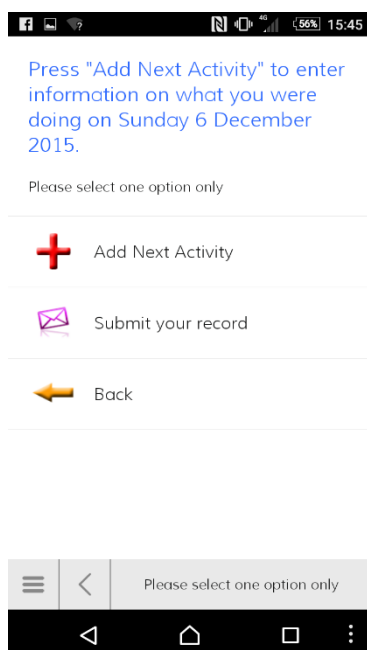 4G 56% 15:45
Press "Add Next Activity" to enter
information on what you were
doing on Sunday 6 December
2015.
Please select one option only
Add Next Activity
Submit your record
Back
Please select one option only